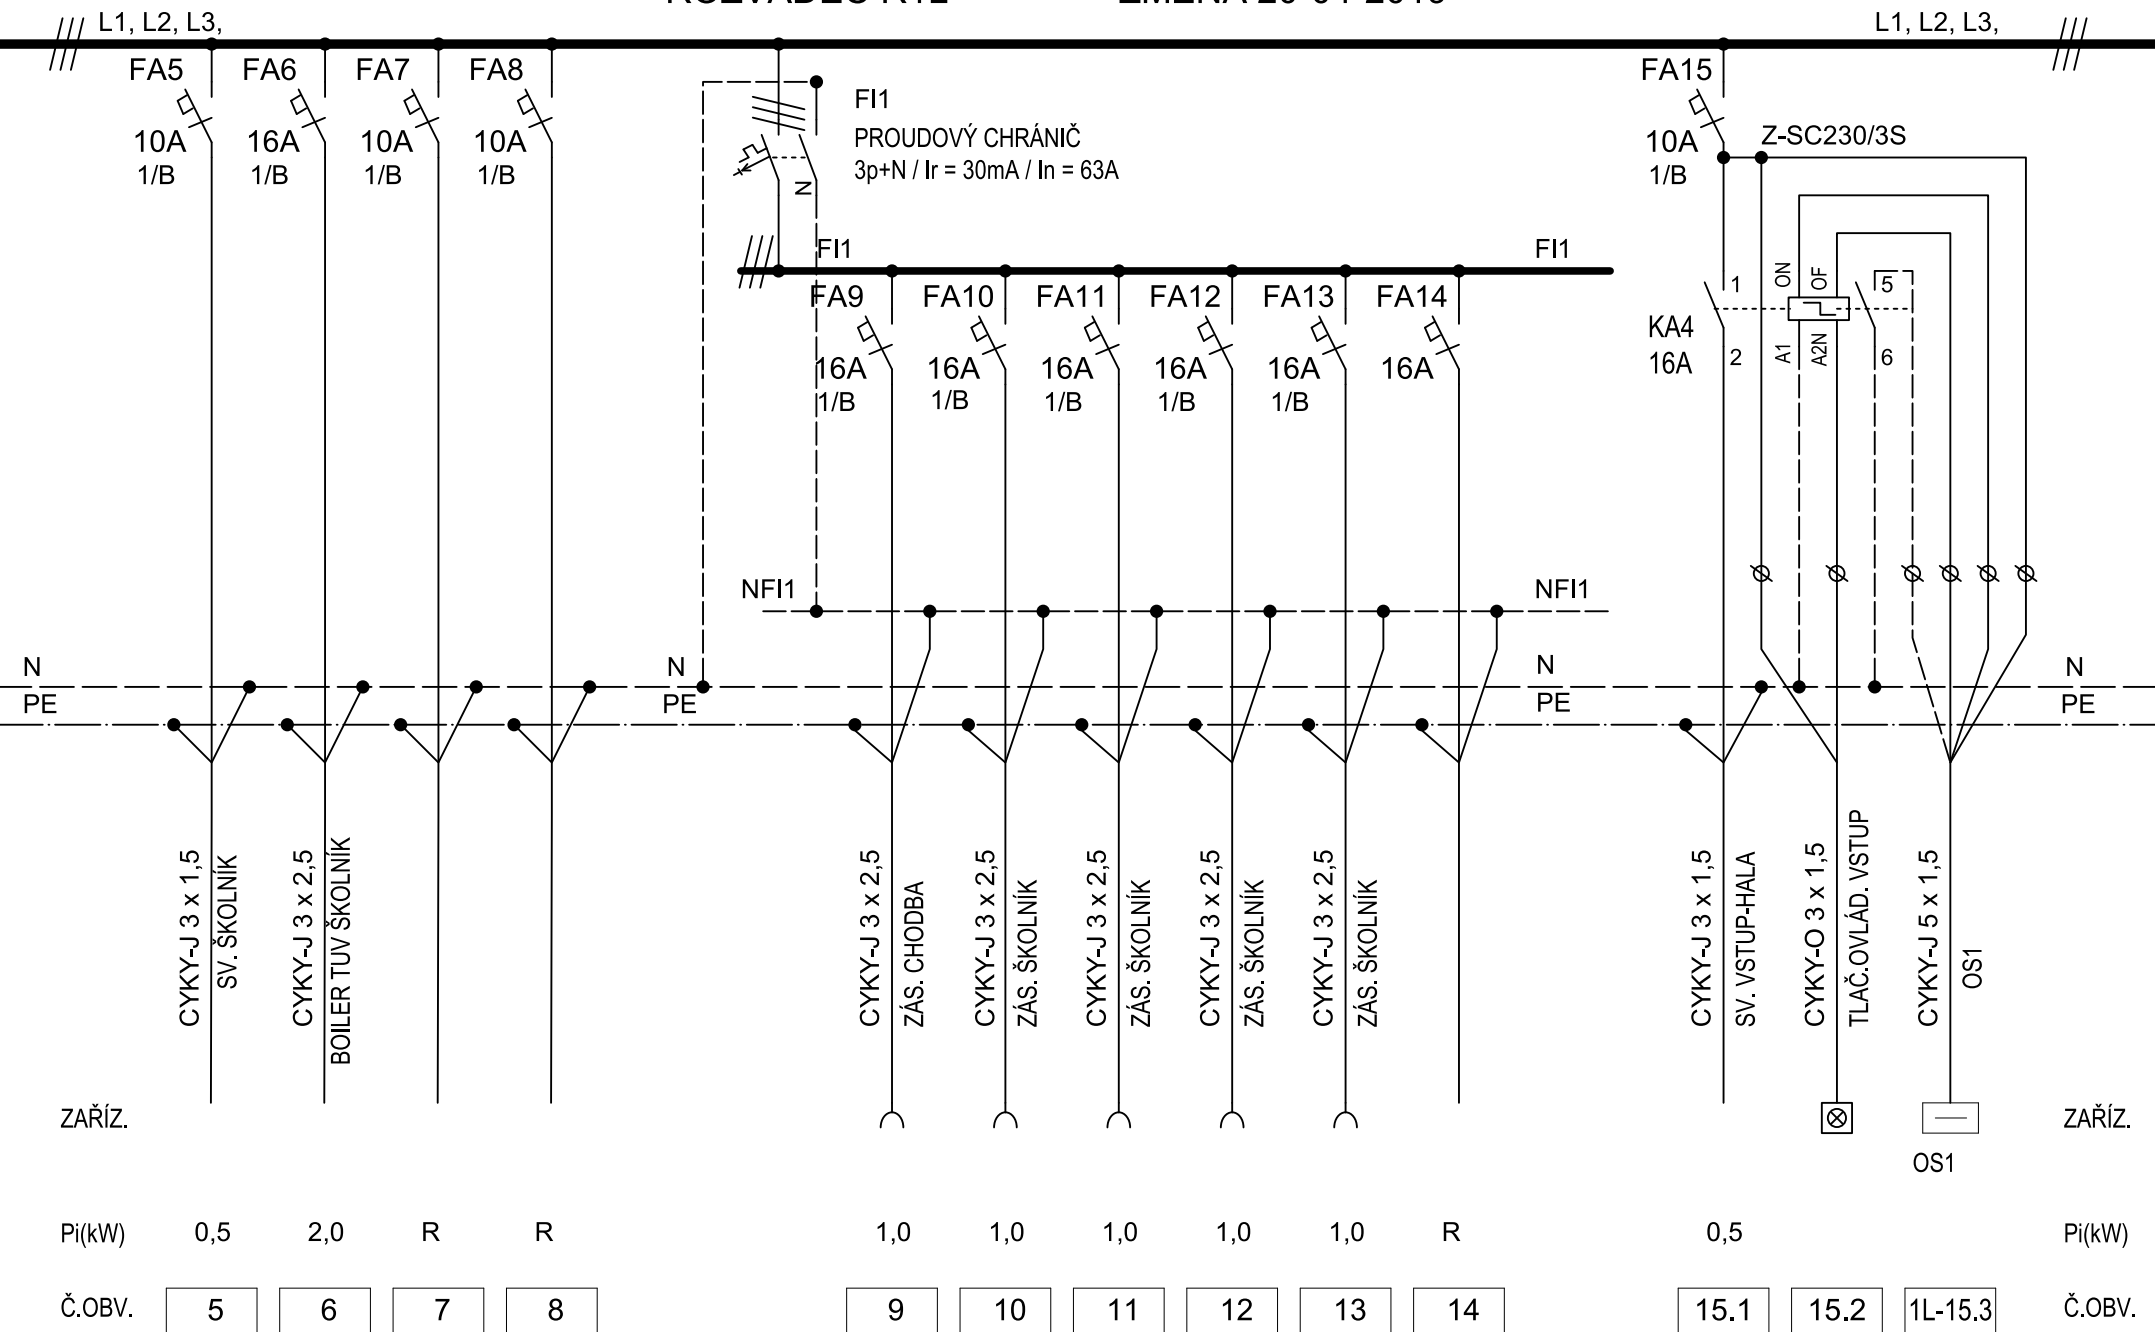 L1, L2, L3,
L1, L2, L3,
FA5
FA6
FA7
FA8
FA15
10A
16A
10A
10A
10A
1/B
1/B
1/B
1/B
1/B
FI1
PROUDOVÝ CHRÁNIČ
3p+N / Ir = 30mA / In = 63A
N
Z-SC230/3S
FI1
FI1
FA9
FA10
FA11
FA12
FA13
FA14
16A
16A
16A
16A
16A
16A
1/B
1/B
1/B
1/B
1/B
1
ON
OF
5
KA4
16A
2
A1
A2N
6
NFI1
NFI1
N
N
N
N
PE
PE
PE
PE
CYKY-J 3 x 1,5
SV. ŠKOLNÍK
CYKY-J 3 x 2,5
BOILER TUV ŠKOLNÍK
CYKY-J 3 x 2,5
ZÁS. CHODBA
CYKY-J 3 x 2,5
ZÁS. ŠKOLNÍK
CYKY-J 3 x 2,5
ZÁS. ŠKOLNÍK
CYKY-J 3 x 2,5
ZÁS. ŠKOLNÍK
CYKY-J 3 x 2,5
ZÁS. ŠKOLNÍK
CYKY-J 3 x 1,5
SV. VSTUP-HALA
CYKY-O 3 x 1,5
TLAČ.OVLÁD. VSTUP
CYKY-J 5 x 1,5
OS1
ZAŘÍZ.
ZAŘÍZ.
OS1
Pi(kW) 0,5 2,0 R R 1,0 1,0 1,0 1,0 1,0 R 0,5 Pi(kW)
Č.OBV. 5 6 7 8 9 10 11 12 13 14 15.1 15.2 1L-15.3 Č.OBV.